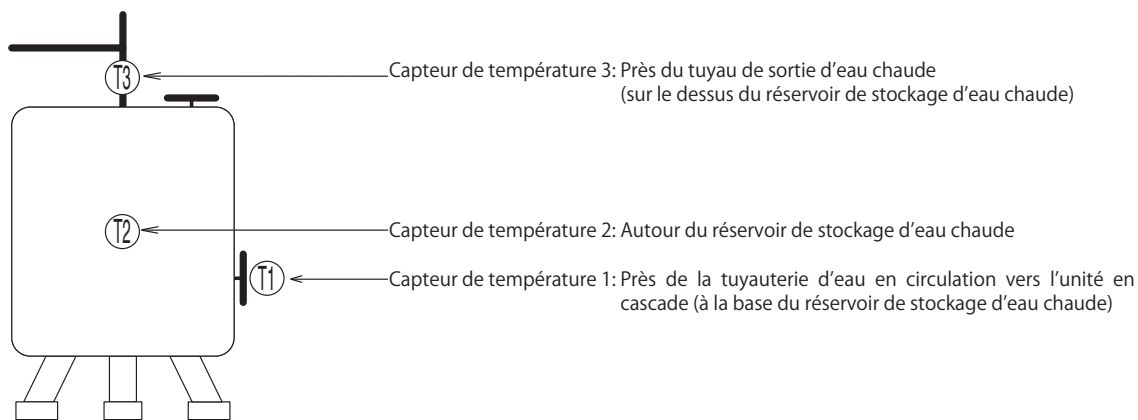 T3
Capteur de température 3: Près du tuyau de sortie d’eau chaude
(sur le dessus du réservoir de stockage d’eau chaude)
T2
Capteur de température 2: Autour du réservoir de stockage d’eau chaude
T1
Capteur de température 1: Près de la tuyauterie d’eau en circulation vers l’unité en
cascade (à la base du réservoir de stockage d’eau chaude)